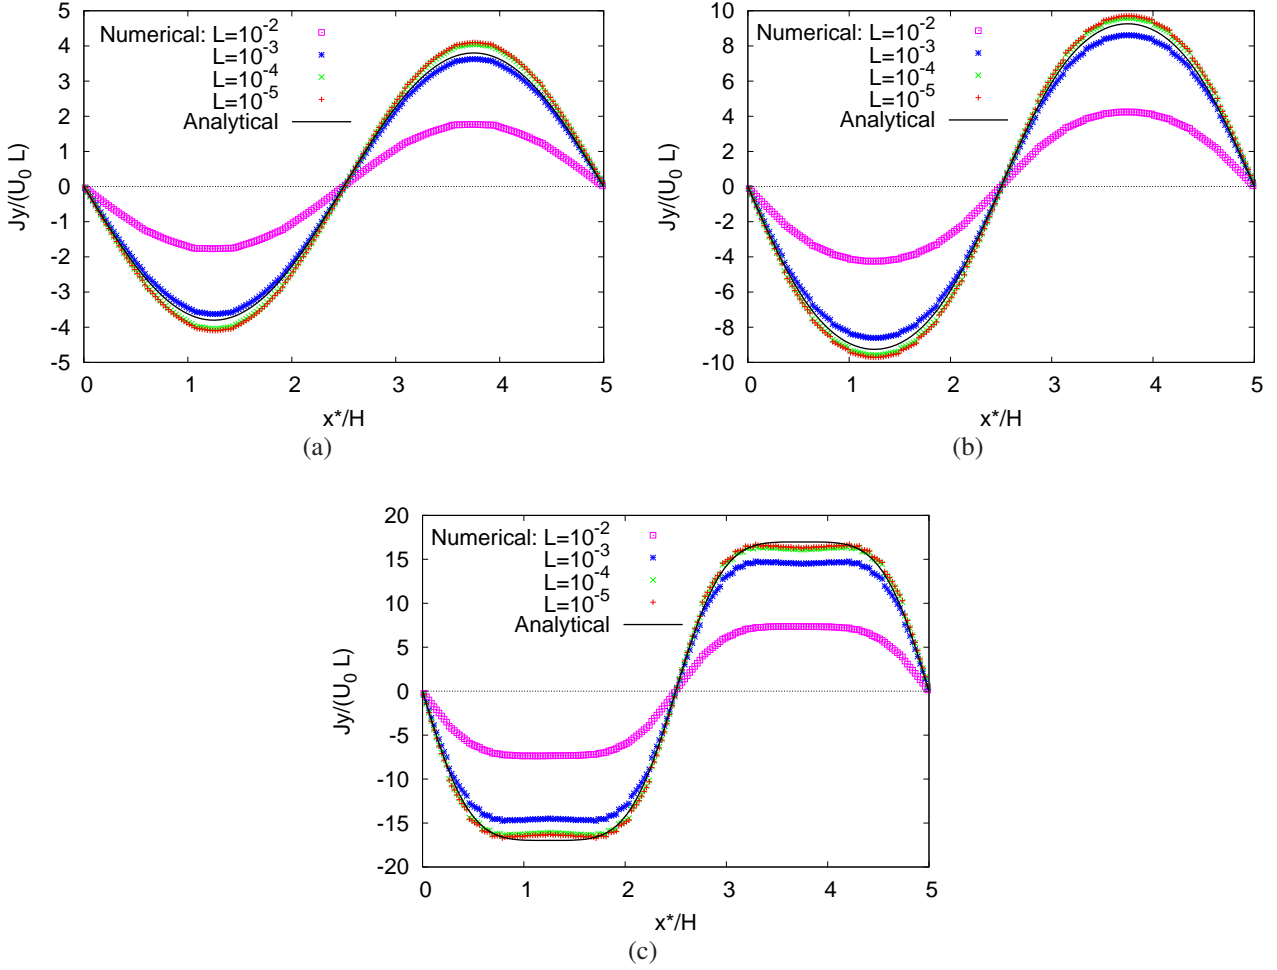 5
4
3
2
1
0
-1
-2
-3
-4
-5
Jy/(U₀ L)
Numerical: L=10⁻²
L=10⁻³
L=10⁻⁴
L=10⁻⁵
Analytical
0 1 2 3 4 5
x*/H
(a)
10
8
6
4
2
0
-2
-4
-6
-8
-10
Jy/(U₀ L)
Numerical: L=10⁻²
L=10⁻³
L=10⁻⁴
L=10⁻⁵
Analytical
0 1 2 3 4 5
x*/H
(b)
20
15
10
5
0
-5
-10
-15
-20
Jy/(U₀ L)
Numerical: L=10⁻²
L=10⁻³
L=10⁻⁴
L=10⁻⁵
Analytical
0 1 2 3 4 5
x*/H
(c)